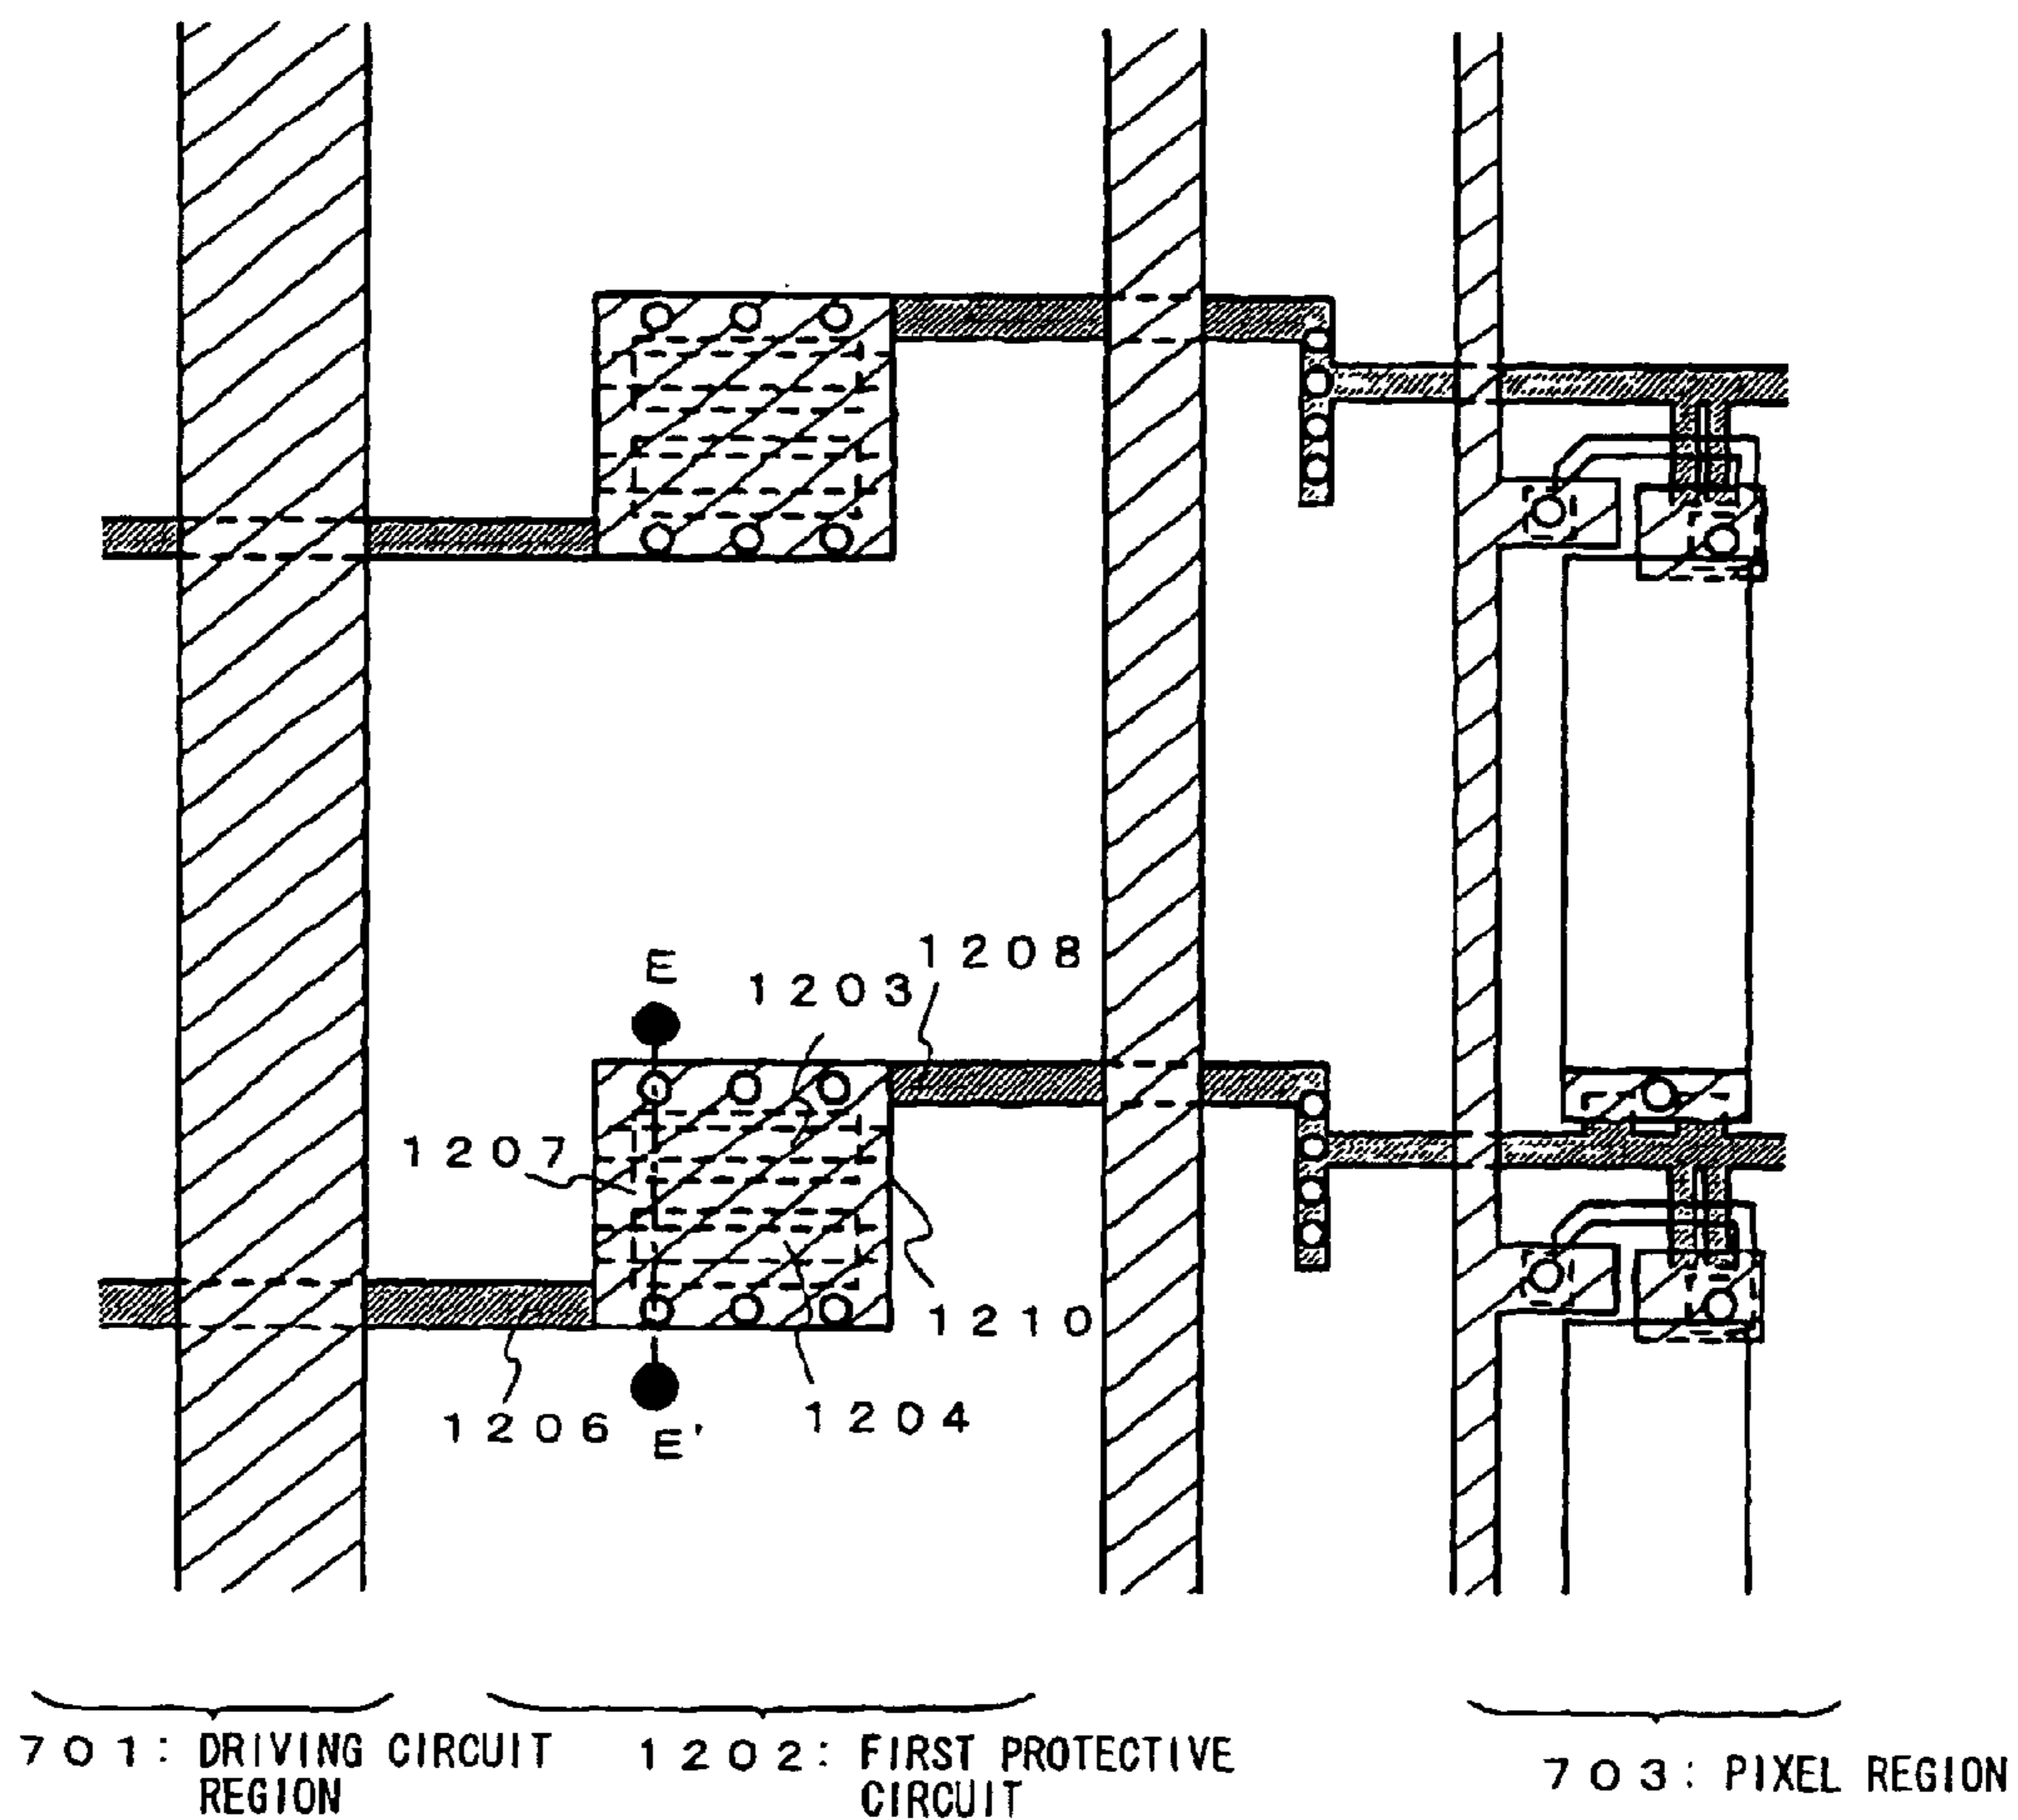 E
1208
1203
1207
1210
1206
1204
E'
701: DRIVING CIRCUIT
REGION
1202: FIRST PROTECTIVE
CIRCUIT
703: PIXEL REGION